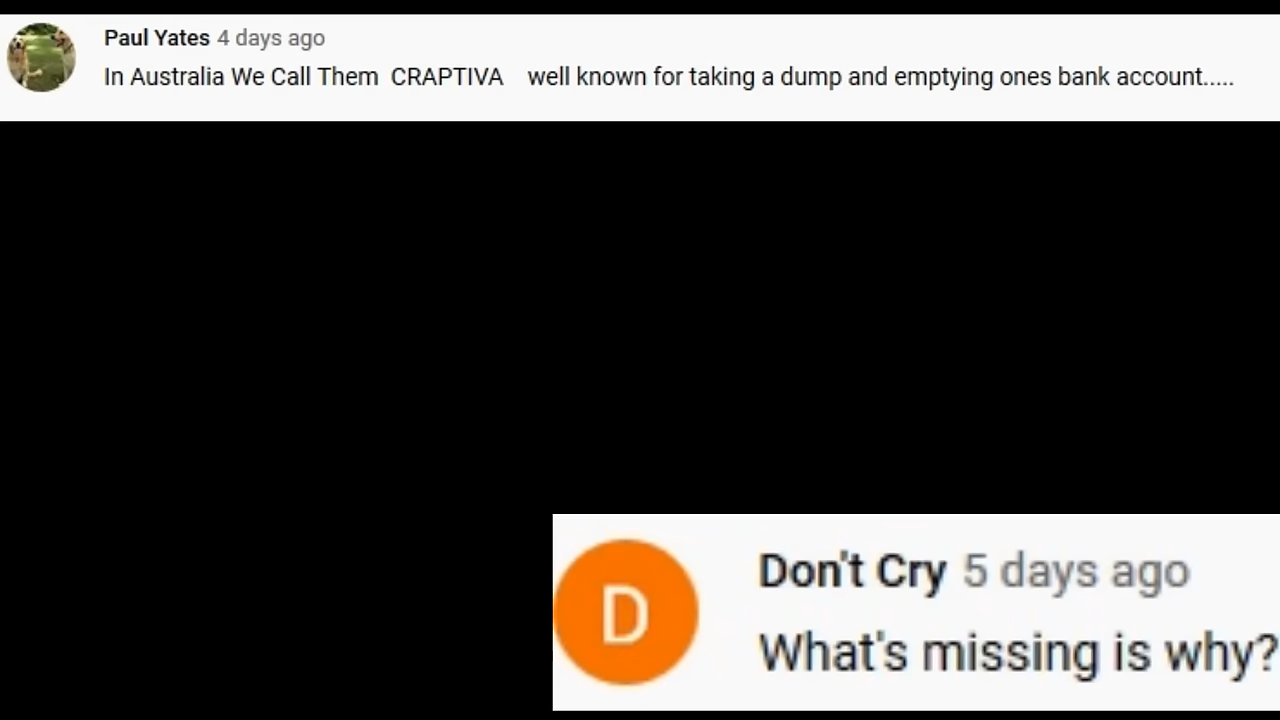 Paul Yates 4 days ago
In Australia We Call Them  CRAPTIVA    well known for taking a dump and emptying ones bank account.....
D
Don't Cry 5 days ago
What's missing is why?